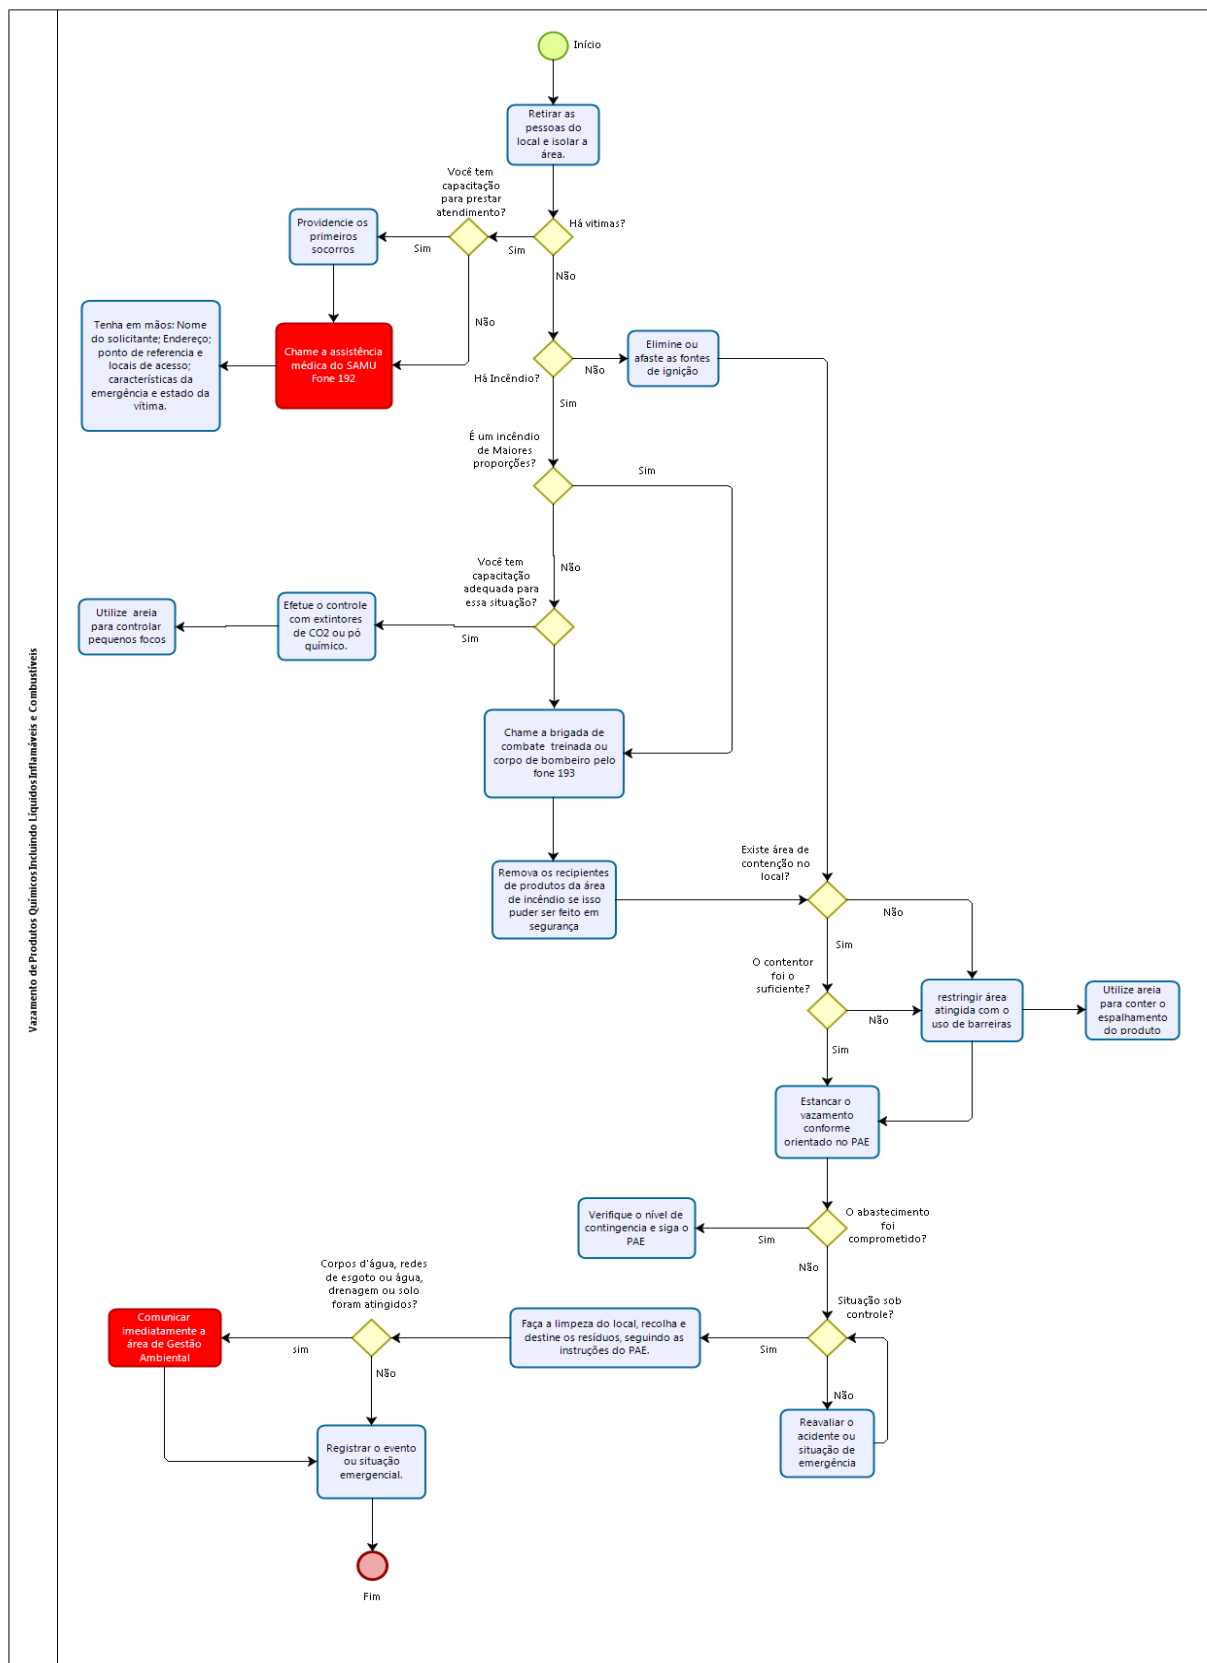 Vazamento de Produtos Químicos Incluindo Líquidos Inflamáveis e Combustíveis
Início
Retirar as
pessoas do
local e isolar a
área.
Você tem
capacitação
para prestar
atendimento?
Há vitimas?
Providencie os
primeiros
socorros
Sim
Sim
Não
Não
Tenha em mãos: Nome
do solicitante; Endereço;
ponto de referencia e
locais de acesso;
características da
emergência e estado da
vítima.
Chame a assistência
médica do SAMU
Fone 192
Elimine ou
afaste as fontes
de ignição
Há Incêndio?
Não
Sim
É um incêndio
de Maiores
proporções?
Sim
Não
Você tem
capacitação
adequada para
essa situação?
Utilize  areia
para controlar
pequenos focos
Efetue o controle
com extintores
de CO2 ou pó
químico.
Sim
Chame a brigada de
combate  treinada ou
corpo de bombeiro pelo
fone 193
Remova os recipientes
de produtos da área
de incêndio se isso
puder ser feito em
segurança
Existe área de
contenção no
local?
Não
Sim
O contentor
foi o
suficiente?
restringir área
atingida com o
uso de barreiras
Utilize areia
para conter o
espalhamento
do produto
Não
Sim
Estancar o
vazamento
conforme
orientado no PAE
Verifique o nível de
contingencia e siga o
PAE
O abastecimento
foi
comprometido?
Sim
Não
Corpos d'água, redes
de esgoto ou água,
drenagem ou solo
foram atingidos?
Situação sob
controle?
Comunicar
imediatamente a
área de Gestão
Ambiental
Faça a limpeza do local, recolha e
destine os resíduos, seguindo as
instruções do PAE.
sim
Sim
Não
Não
Reavaliar o
acidente ou
situação de
emergência
Registrar o evento
ou situação
emergencial.
Fim